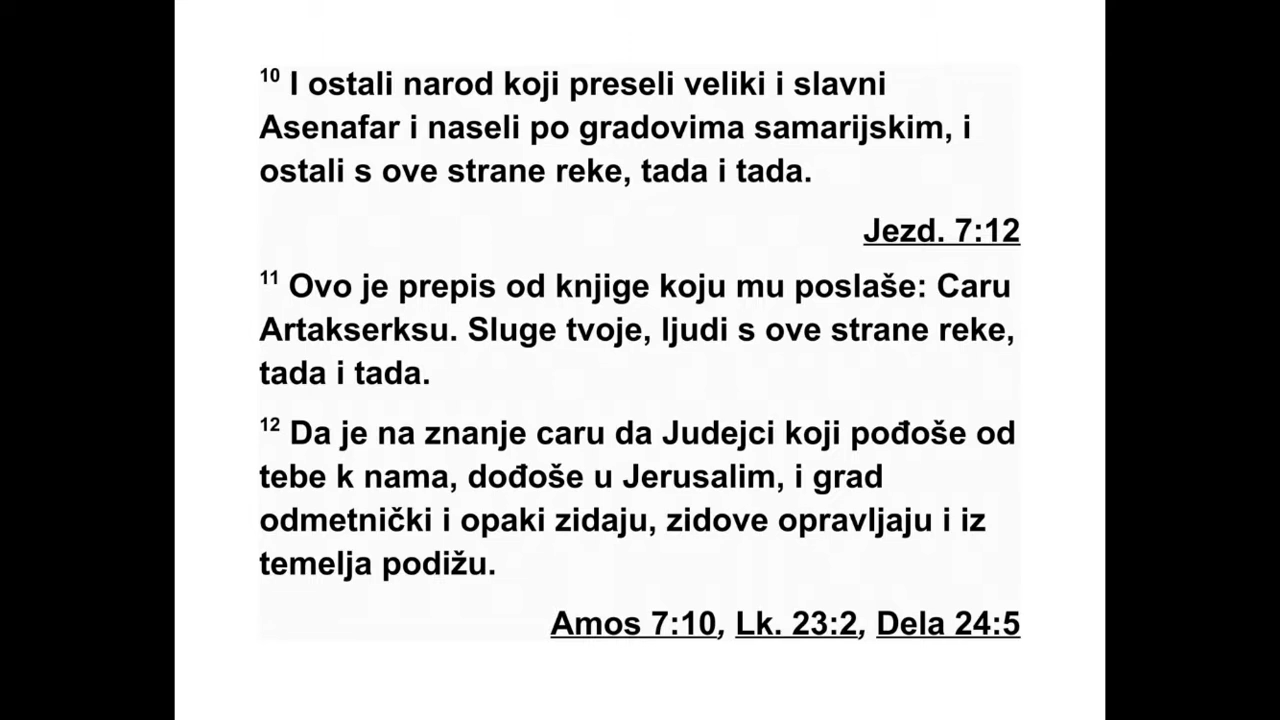 10 I ostali narod koji preseli veliki i slavni
Asenafar i naseli po gradovima samarijskim, i
ostali s ove strane reke, tada i tada.
Jezd. 7:12
11 Ovo je prepis od knjige koju mu poslaše: Caru
Artakserksu. Sluge tvoje, ljudi s ove strane reke,
tada i tada.
12 Da je na znanje caru da Judejci koji pođoše od
tebe k nama, dođoše u Jerusalim, i grad
odmetnički i opaki zidaju, zidove opravljaju i iz
temelja podižu.
Amos 7:10, Lk. 23:2, Dela 24:5